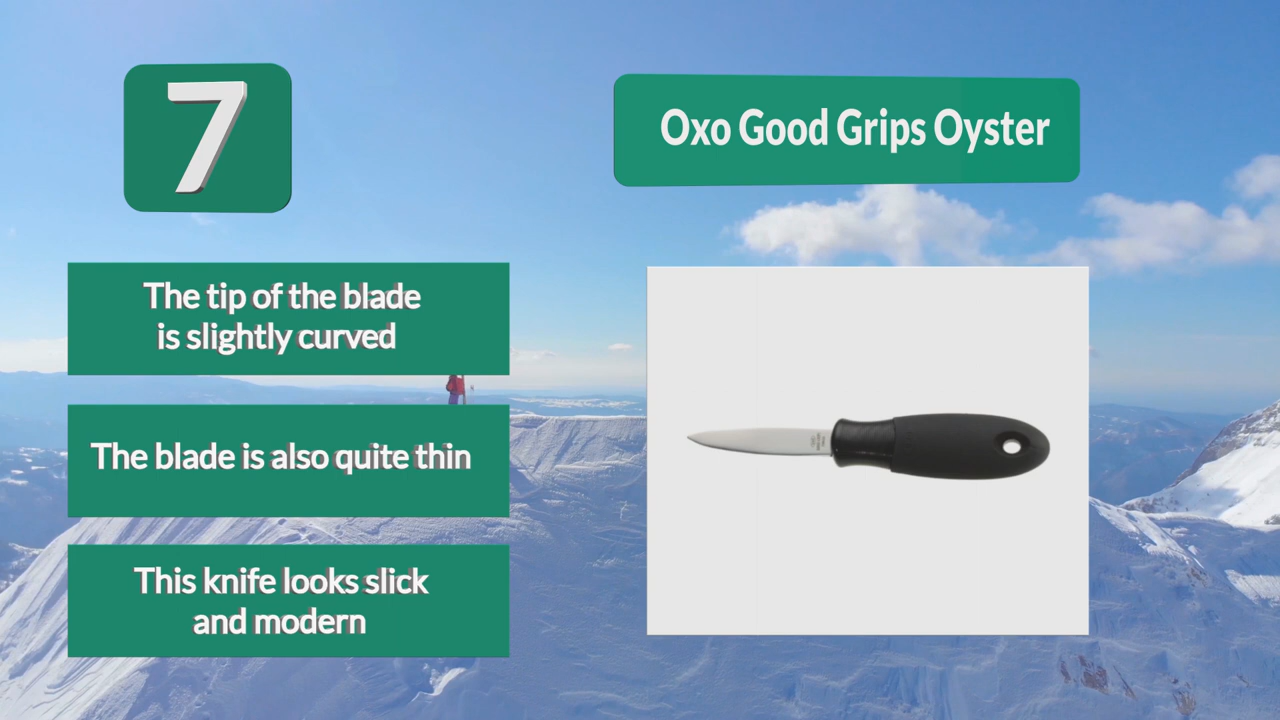 7
Oxo Good Grips Oyster
The tip of the blade
is slightly curved
The blade is also quite thin
This knife looks slick
and modern